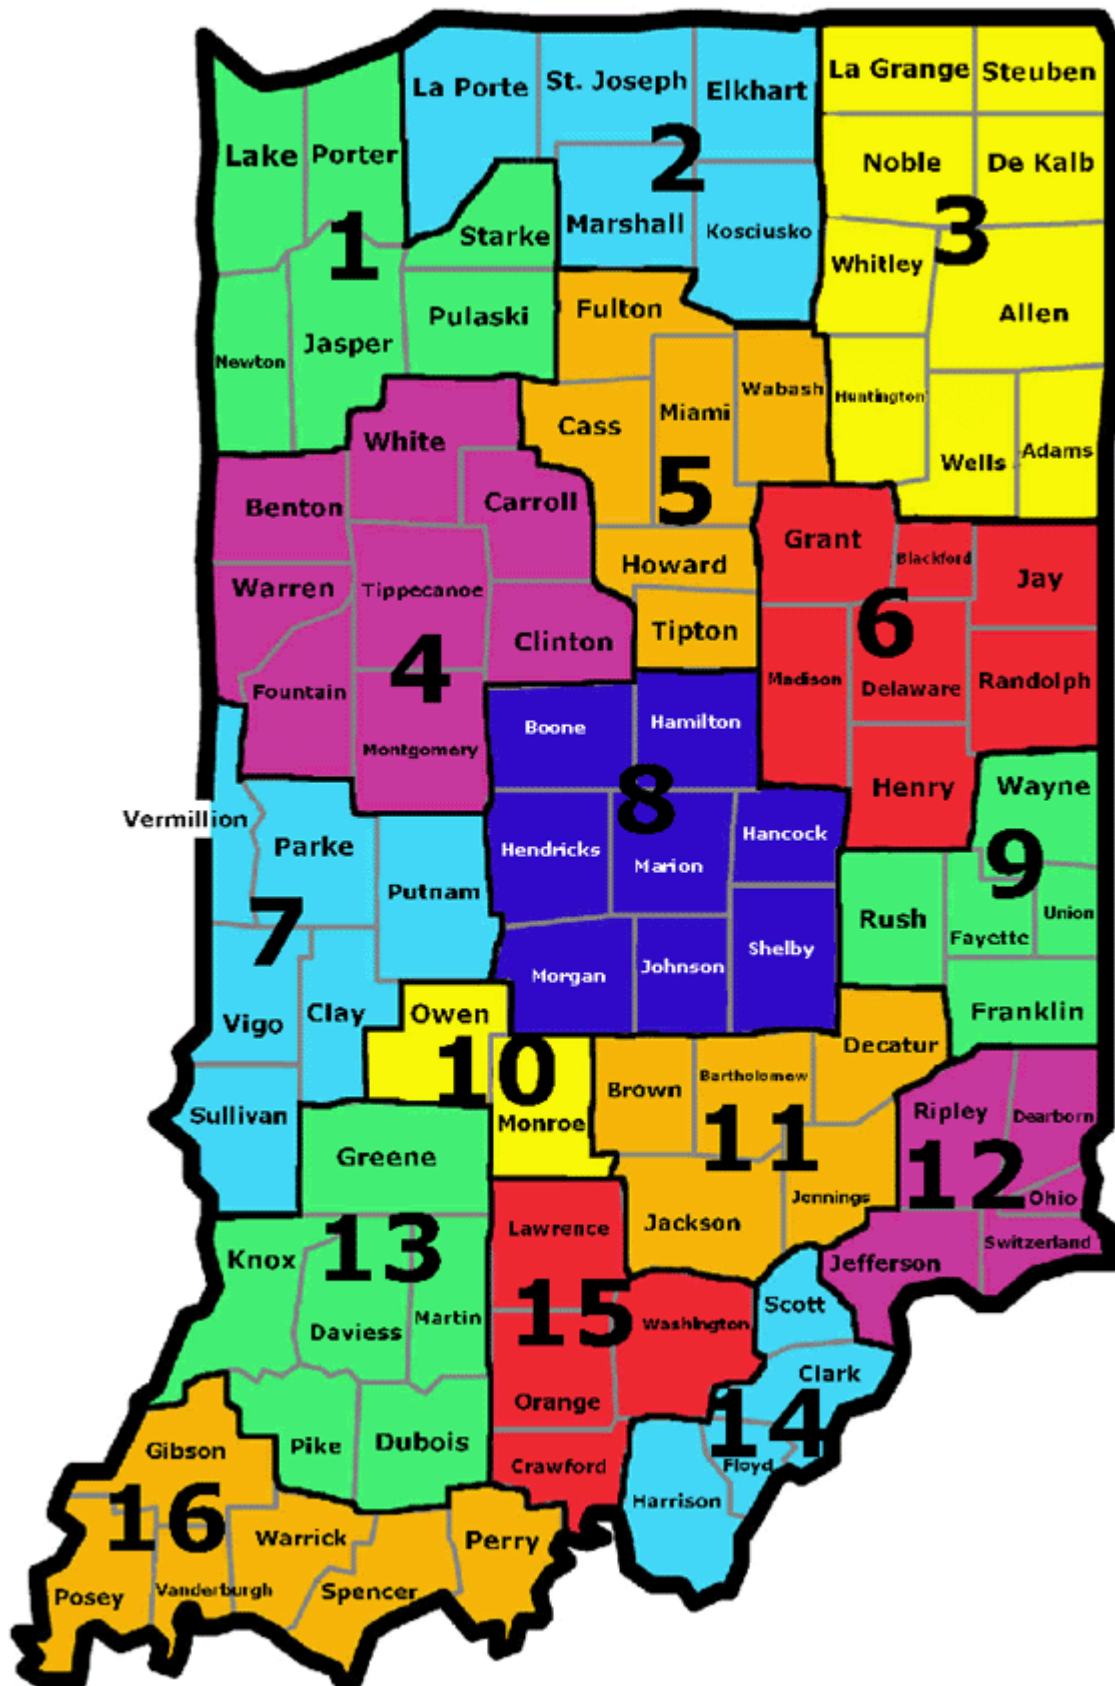 La Porte
St. Joseph
Elkhart
La Grange
Steuben
Lake
Porter
2
Noble
De Kalb
1
Starke
Marshall
Kosciusko
3
Whitley
Pulaski
Fulton
Allen
Newton
Jasper
Cass
Miami
Wabash
Huntington
Wells
Adams
White
5
Benton
Carroll
Grant
Blackford
Jay
Howard
Warren
Tippecanoe
6
Clinton
Tipton
4
Fountain
Madison
Delaware
Randolph
Montgomery
Boone
Hamilton
Henry
Wayne
8
Vermillion
Parke
Putnam
Hendricks
Marion
Hancock
9
7
Rush
Fayette
Union
Morgan
Johnson
Shelby
Vigo
Clay
Owen
Decatur
Franklin
10
Brown
Bartholomew
Sullivan
Monroe
11
Ripley
Dearborn
Greene
12
Jackson
Jennings
Ohio
Lawrence
Knox
13
Jefferson
Switzerland
Daviess
Martin
15
Washington
Scott
Orange
14
Clark
Gibson
Pike
Dubois
Crawford
Harrison
Floyd
16
Warrick
Perry
Posey
Vanderburgh
Spencer